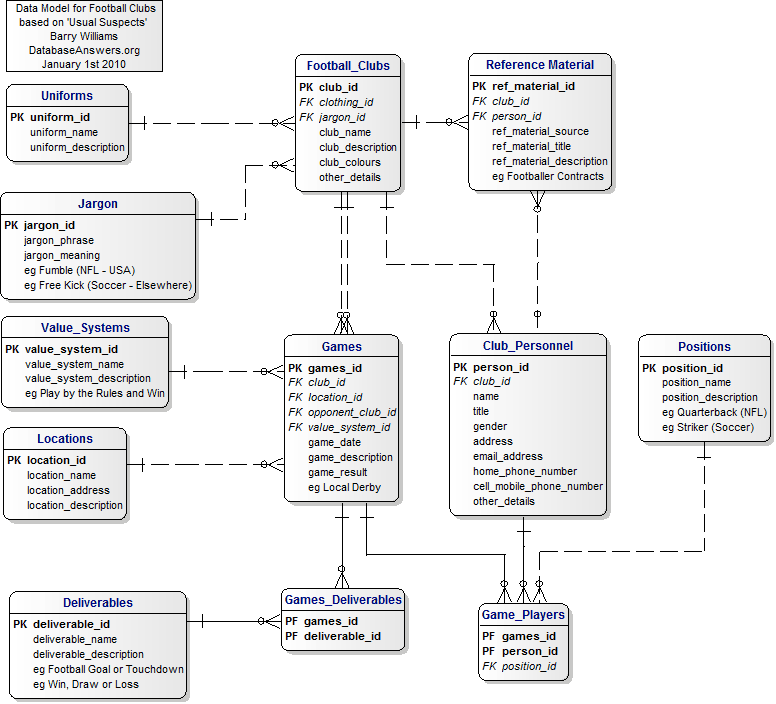 Data Model for Football Clubs
based on 'Usual Suspects'
Barry Williams
DatabaseAnswers.org
January 1st 2010
Uniforms
PK uniform_id
uniform_name
uniform_description
Football_Clubs
PK club_id
FK clothing_id
FK jargon_id
club_name
club_description
club_colours
other_details
Reference Material
PK ref_material_id
FK club_id
FK person_id
ref_material_source
ref_material_title
ref_material_description
eg Footballer Contracts
Jargon
PK jargon_id
jargon_phrase
jargon_meaning
eg Fumble (NFL - USA)
eg Free Kick (Soccer - Elsewhere)
Value_Systems
PK value_system_id
value_system_name
value_system_description
eg Play by the Rules and Win
Games
PK games_id
FK club_id
FK location_id
FK opponent_club_id
FK value_system_id
game_date
game_description
game_result
eg Local Derby
Club_Personnel
PK person_id
FK club_id
name
title
gender
address
email_address
home_phone_number
cell_mobile_phone_number
other_details
Positions
PK position_id
position_name
position_description
eg Quarterback (NFL)
eg Striker (Soccer)
Locations
PK location_id
location_name
location_address
location_description
Deliverables
PK deliverable_id
deliverable_name
deliverable_description
eg Football Goal or Touchdown
eg Win, Draw or Loss
Games_Deliverables
PF games_id
PF deliverable_id
Game_Players
PF games_id
PF person_id
FK position_id